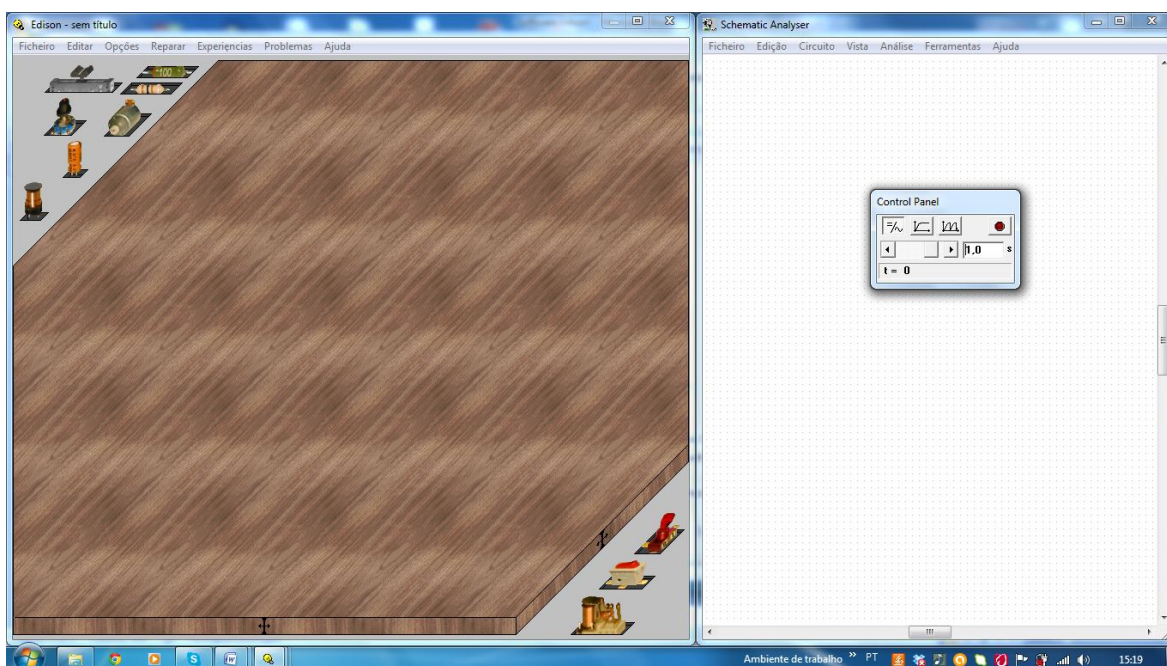 Edison - sem título
Ficheiro Editar Opções Reparar Experiencias Problemas Ajuda
100
Schematic Analyser
Ficheiro Edição Circuito Vista Análise Ferramentas Ajuda
Control Panel
1,0 s
t = 0
Ambiente de trabalho » PT 15:19